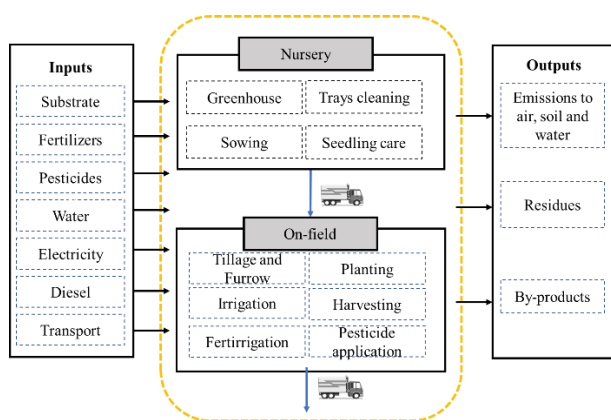 Inputs
Substrate
Fertilizers
Pesticides
Water
Electricity
Diesel
Transport
Nursery
Greenhouse
Trays cleaning
Sowing
Seedling care
On-field
Tillage and
Furrow
Planting
Irrigation
Harvesting
Fertirrigation
Pesticide
application
Outputs
Emissions to
air, soil and
water
Residues
By-products